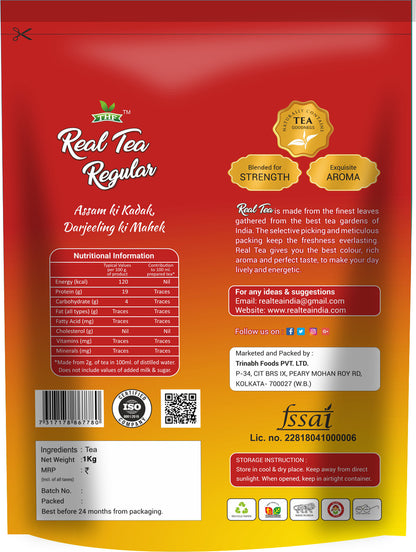 THF TM
Real Tea
Regular
Assam ki Kadak,
Darjeeling ki Mahek
NATURALLY CONTAINS
TEA
GOODNESS
Blended for
STRENGTH
Exquisite
AROMA
Real Tea is made from the finest leaves
gathered from the best tea gardens of
India. The selective picking and meticulous
packing keep the freshness everlasting.
Real Tea gives you the best colour, rich
aroma and perfect taste, to make your day
lively and energetic.
Nutritional Information
Typical Values per 100 g of product Contribution to 100 mL prepared tea*
Energy (kcal) 120 Nil
Protein (g) 19 Traces
Carbohydrate (g) 4 Traces
Fat (all types) (g) Traces Traces
Fatty Acid (mg) Traces Traces
Cholesterol (g) Nil Nil
Vitamins (mg) Traces Traces
Minerals (mg) Traces Traces
*Made from 2g. of tea in 100mL of distilled water.
Does not include values of added milk & sugar.
For any ideas & suggestions
Email: realteaindia@gmail.com
Website: www.realteaindia.com
Follow us on :
Marketed and Packed by :
Trinabh Foods PVT. LTD.
P-34, CIT BRS IX, PEARY MOHAN ROY RD,
KOLKATA- 700027 (W.B.)
7 317178 867780
CERTIFIED
ISO
9001:2015
COMPANY
fssai
Lic. no. 22818041000006
Ingredients : Tea
Net Weight : 1Kg
MRP : ₹
(Incl. of all taxes)
Batch No. :
Packed :
Best before 24 months from packaging.
STORAGE INSTRUCTION :
Store in cool & dry place. Keep away from direct
sunlight. When opened, keep in airtight container.